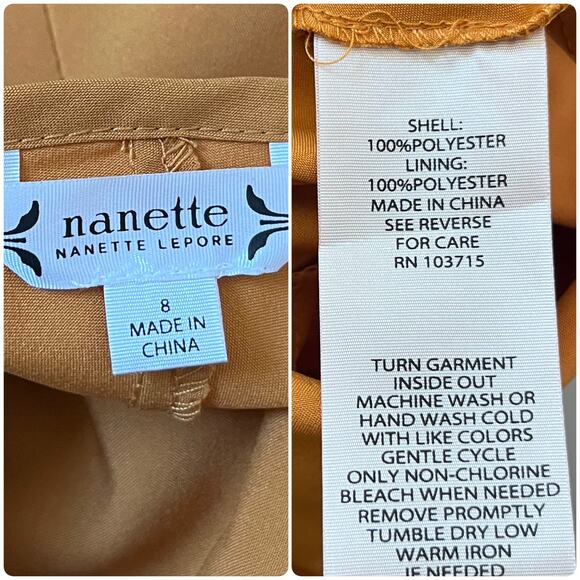 nanette
NANETTE LEPORE
8
MADE IN
CHINA
SHELL:
100%POLYESTER
LINING:
100%POLYESTER
MADE IN CHINA
SEE REVERSE
FOR CARE
RN 103715
TURN GARMENT
INSIDE OUT
MACHINE WASH OR
HAND WASH COLD
WITH LIKE COLORS
GENTLE CYCLE
ONLY NON-CHLORINE
BLEACH WHEN NEEDED
REMOVE PROMPTLY
TUMBLE DRY LOW
WARM IRON
IF NEEDED